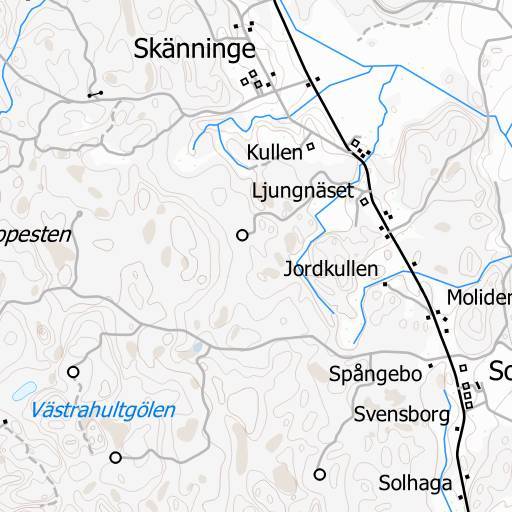 Skänninge
Kullen
Ljungnäset
Jordkullen
Moliden
Spångebo
Västrahultgölen
Svensborg
Solhaga